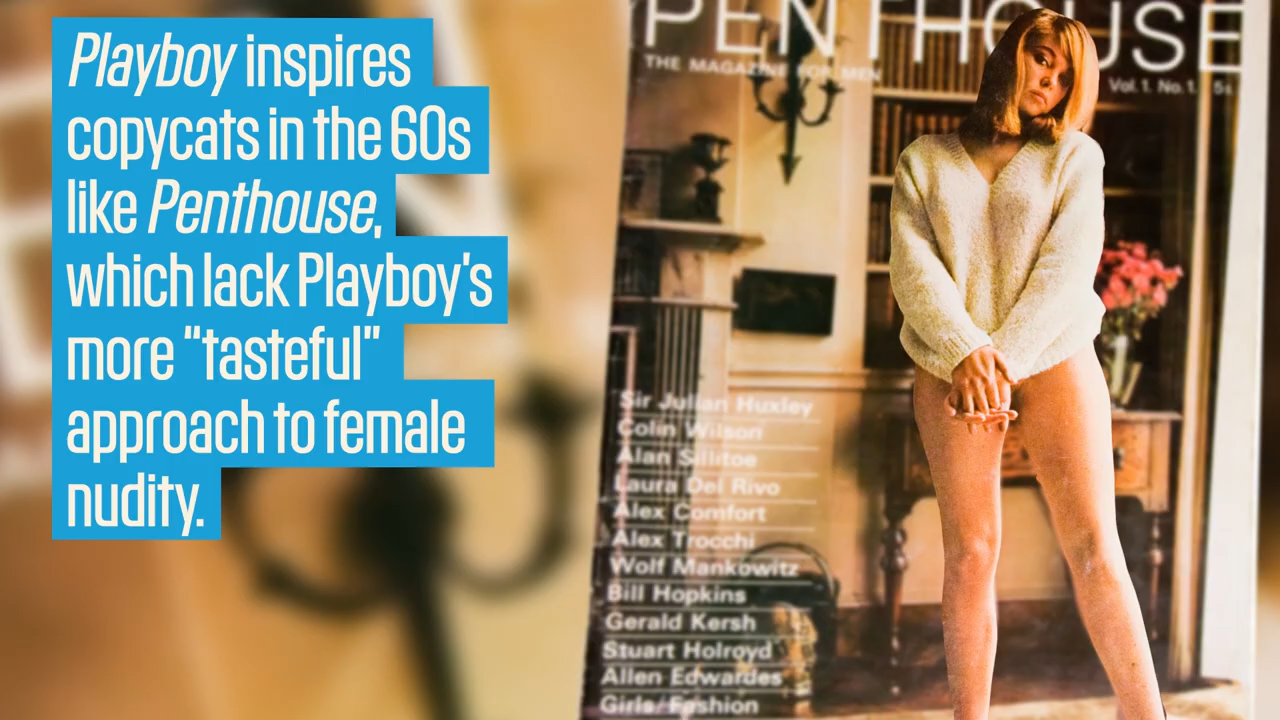 Playboy inspires
copycats in the 60s
like Penthouse,
which lack Playboy's
more “tasteful”
approach to female
nudity.
PENTHOUSE
THE MAGAZINE FOR MEN
Vol. 1. No. 1. 5s
Sir Julian Huxley
Colin Wilson
Alan Sillitoe
Laura Del Rivo
Alex Comfort
Alex Trocchi
Wolf Mankowitz
Bill Hopkins
Gerald Kersh
Stuart Holroyd
Allen Edwardes
Girls/Fashion